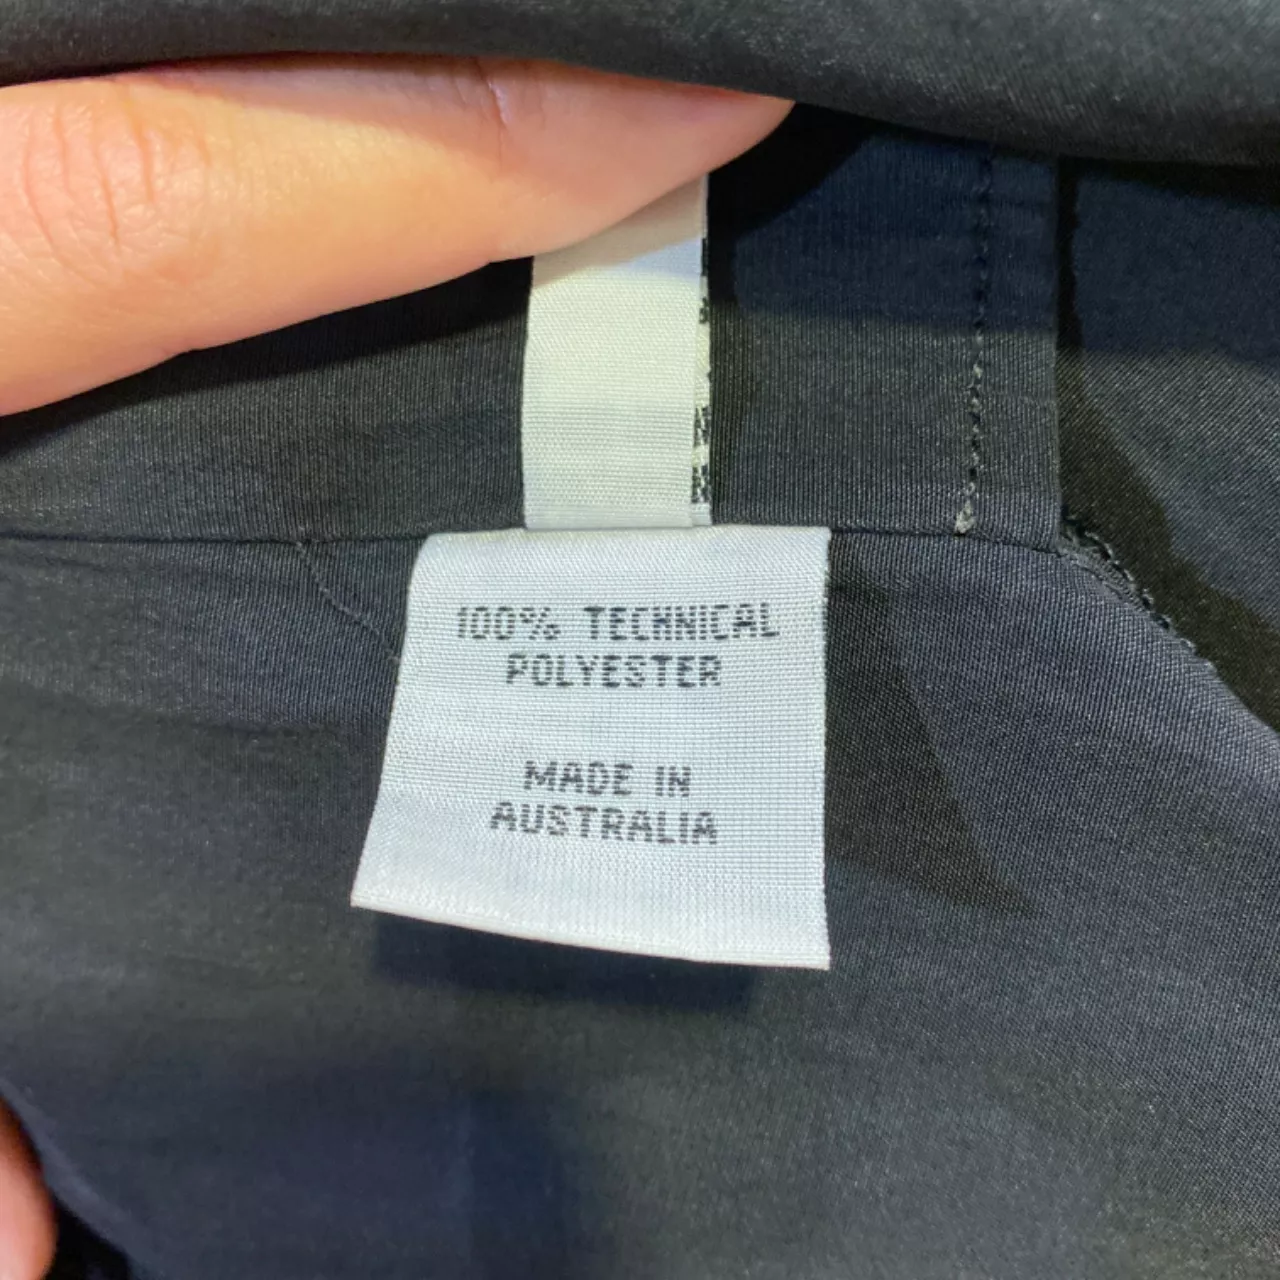 100% TECHNICAL
POLYESTER
MADE IN
AUSTRALIA